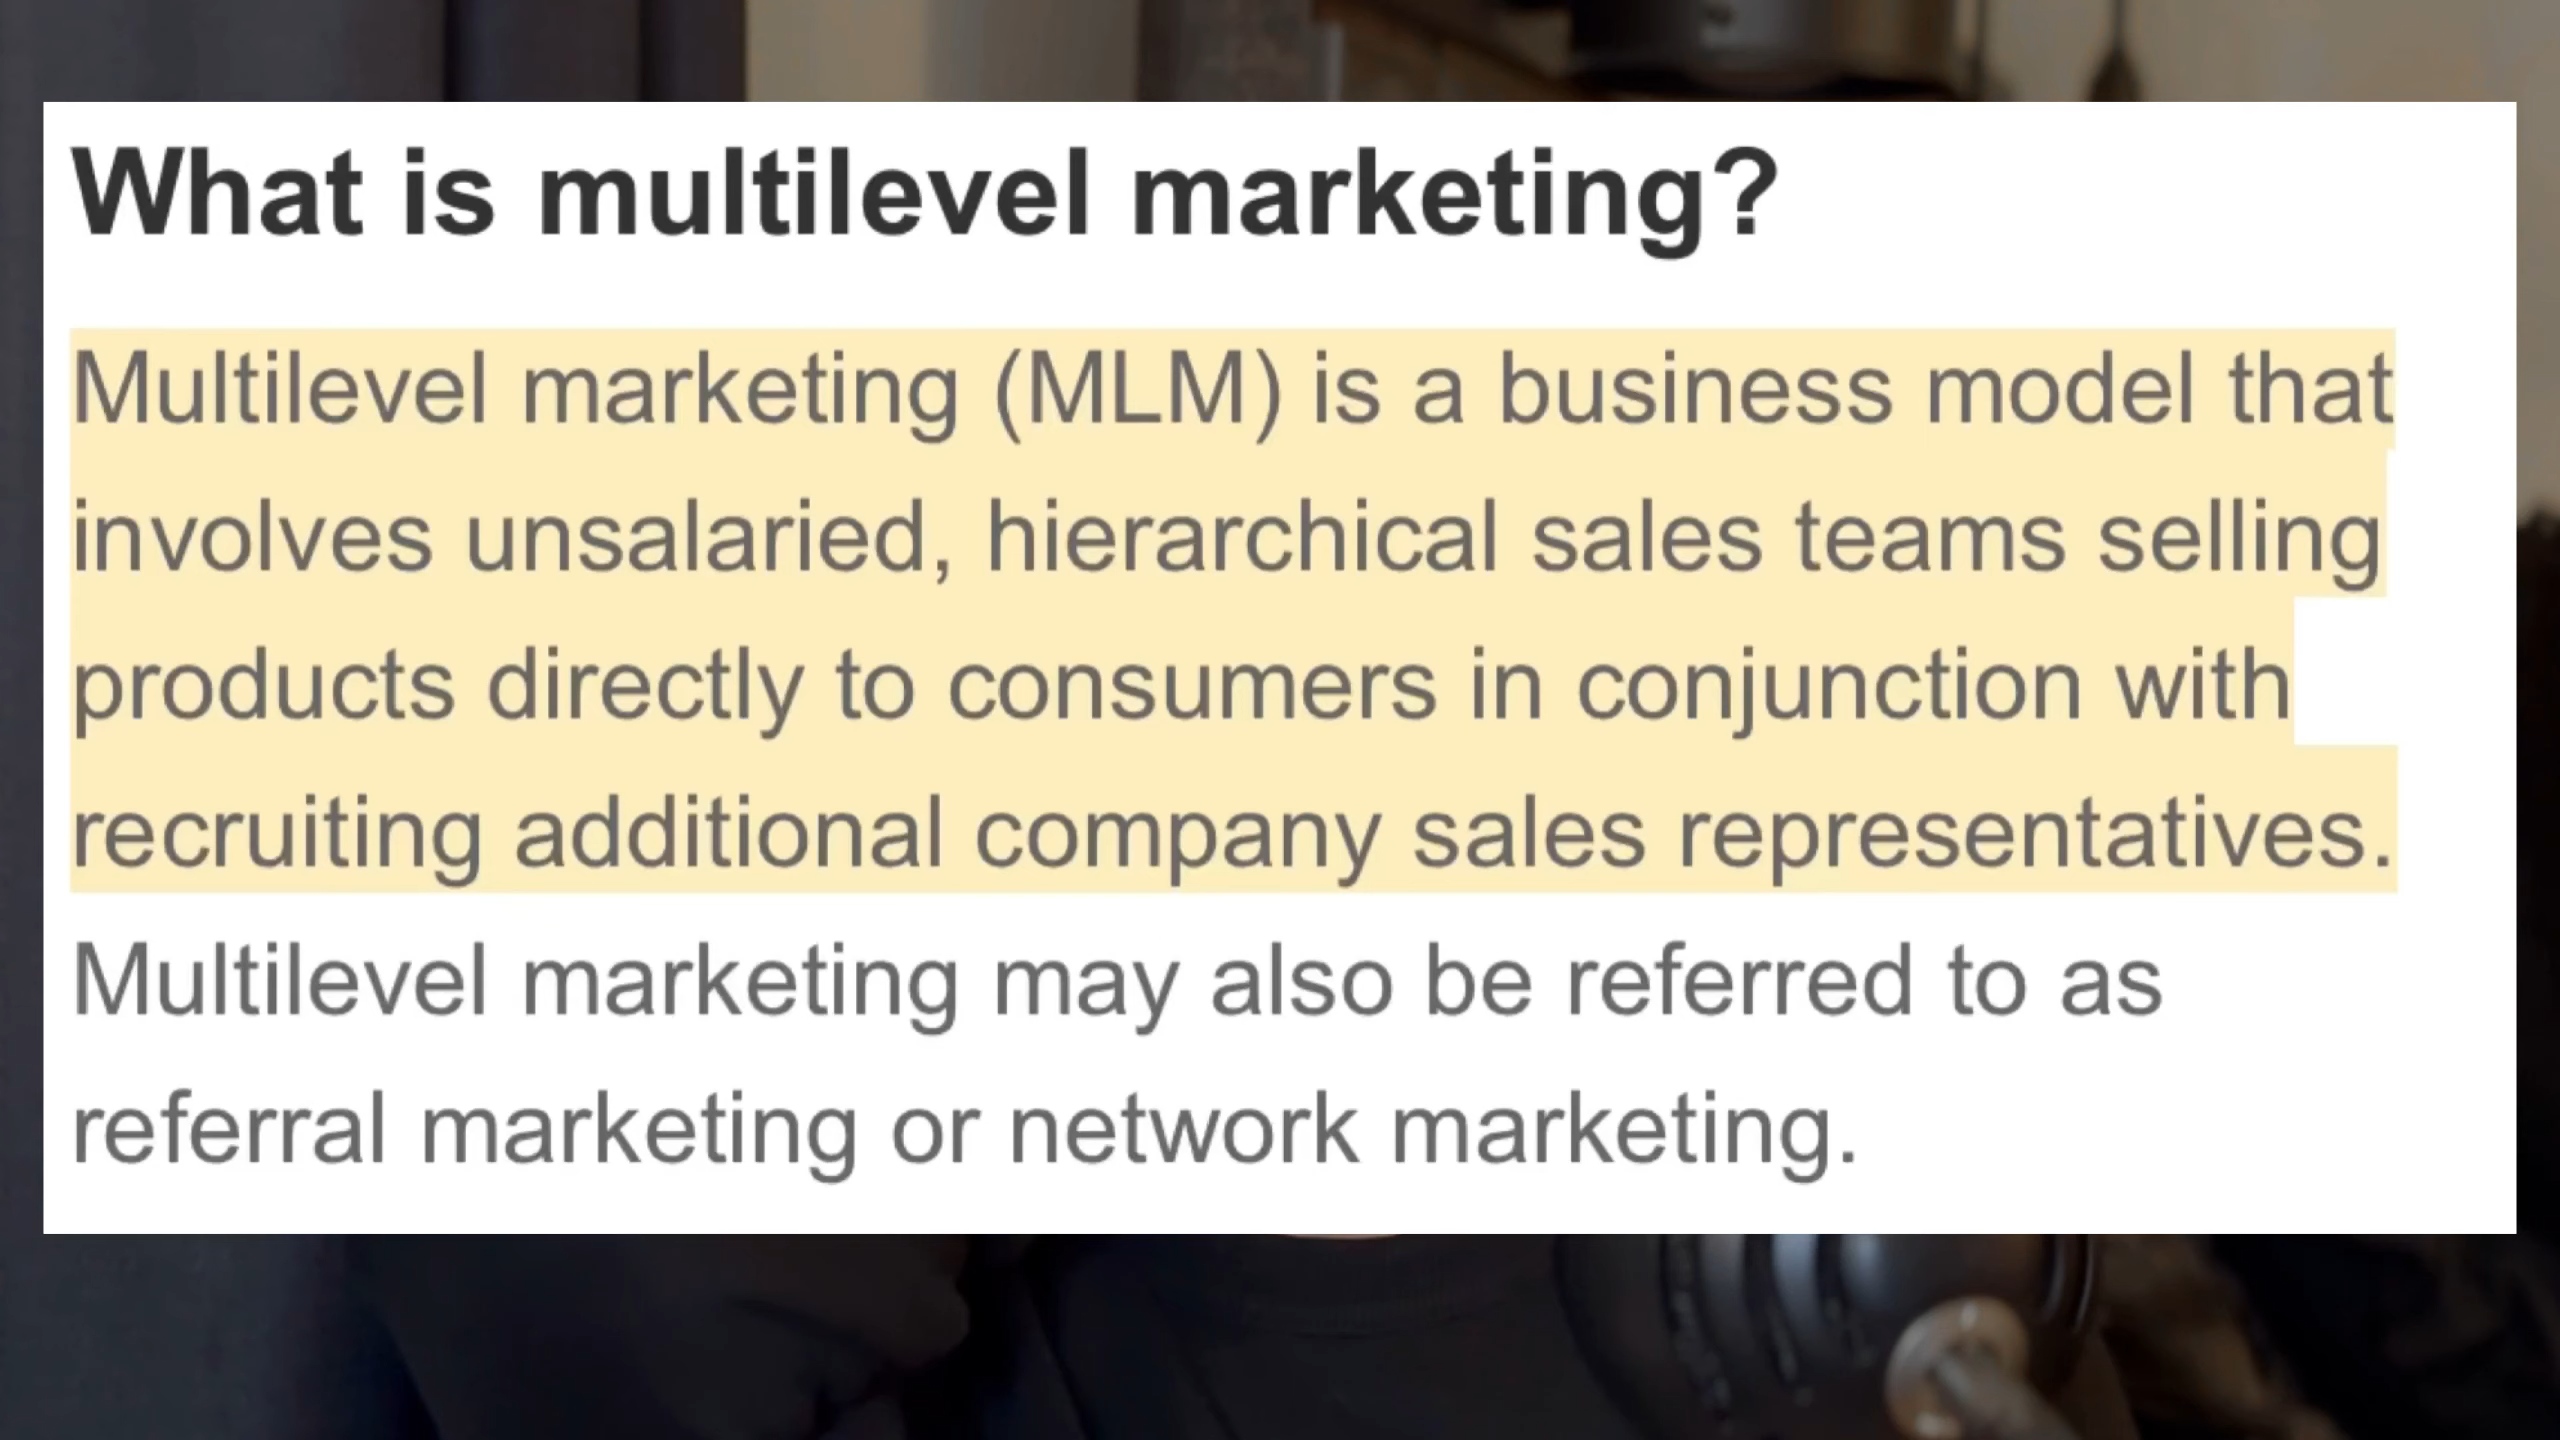 What is multilevel marketing?
Multilevel marketing (MLM) is a business model that
involves unsalaried, hierarchical sales teams selling
products directly to consumers in conjunction with
recruiting additional company sales representatives.
Multilevel marketing may also be referred to as
referral marketing or network marketing.